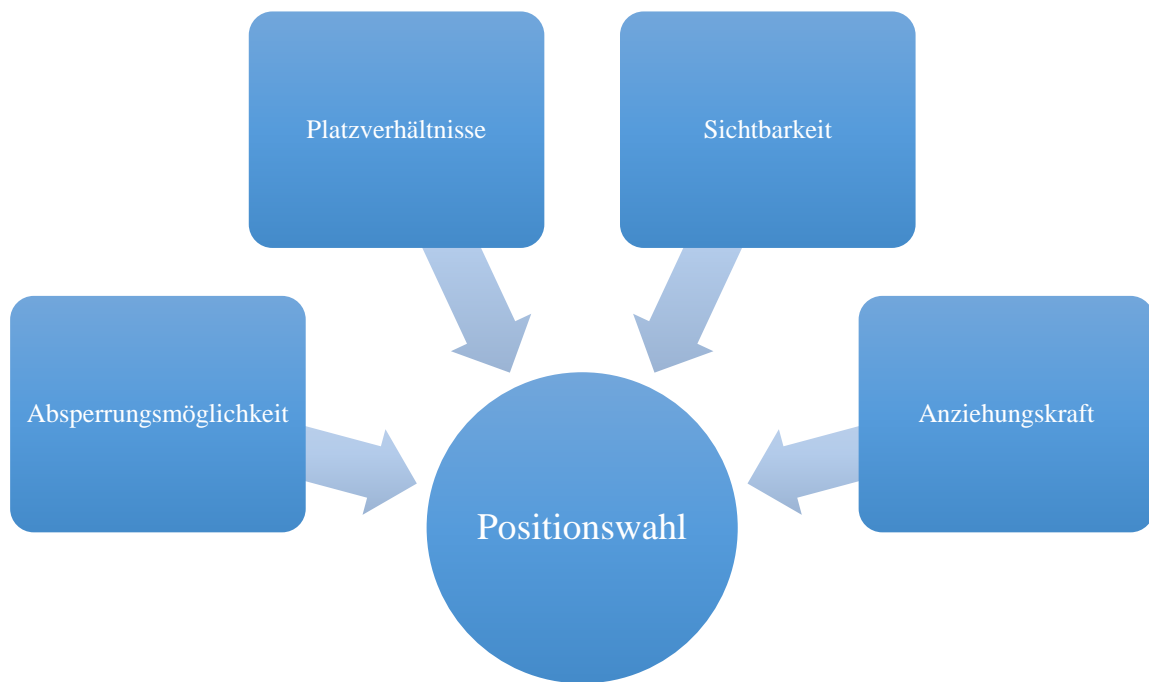 Platzverhältnisse
Sichtbarkeit
Absperrungsmöglichkeit
Anziehungskraft
Positionswahl